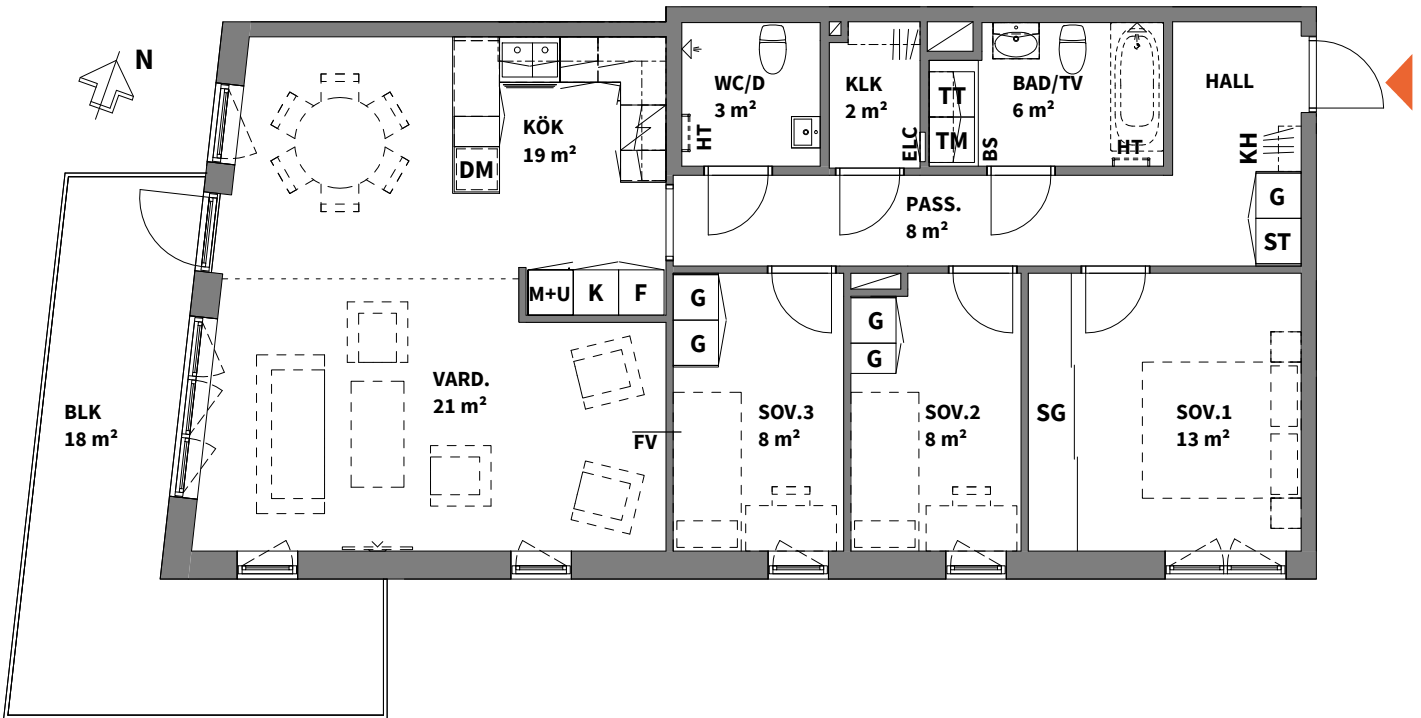 N
WC/D
3 m²
HT
KLK
2 m²
ELC
TT
TM
BS
BAD/TV
6 m²
HT
HALL
KH
G
ST
KÖK
19 m²
DM
PASS.
8 m²
M+U
K
F
G
G
G
G
BLK
18 m²
VARD.
21 m²
FV
SOV.3
8 m²
SOV.2
8 m²
SG
SOV.1
13 m²